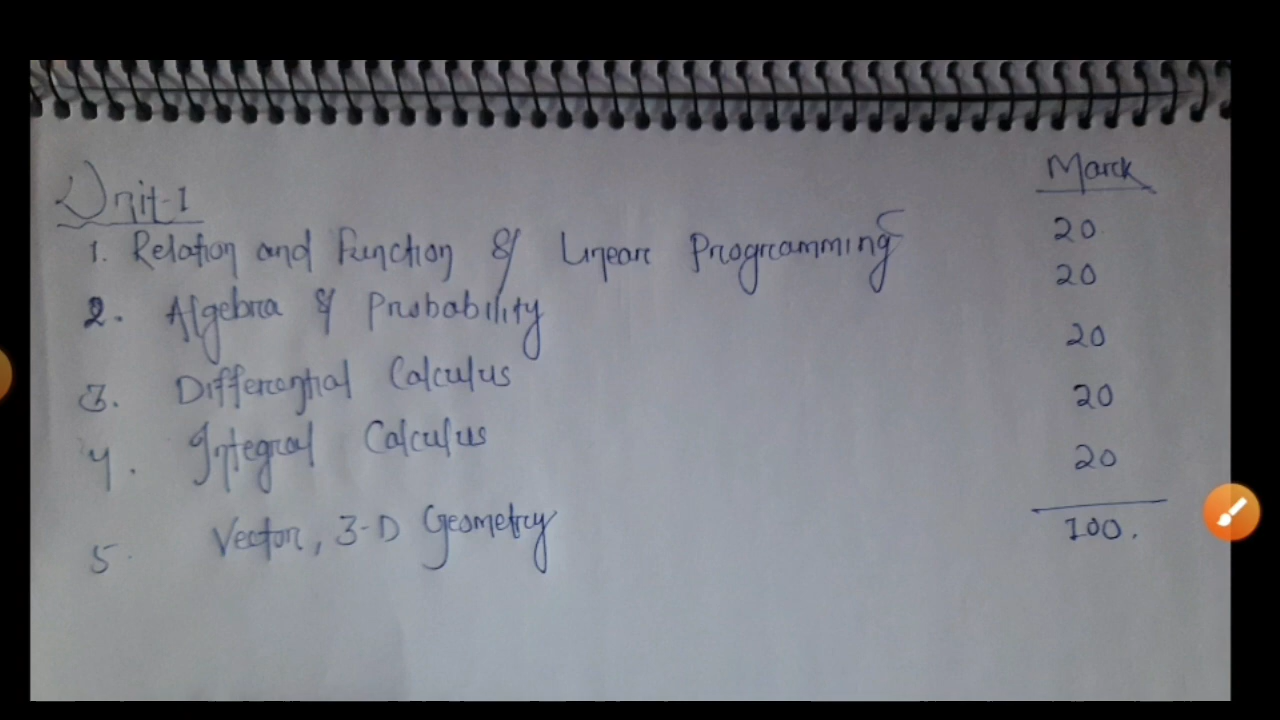 Unit-1 Marck
1. Relation and Function & Linear Programming 20
2. Algebra & Probability 20
3. Differential Calculus 20
4. Integral Calculus 20
5. Vector, 3-D Geometry 20
100.